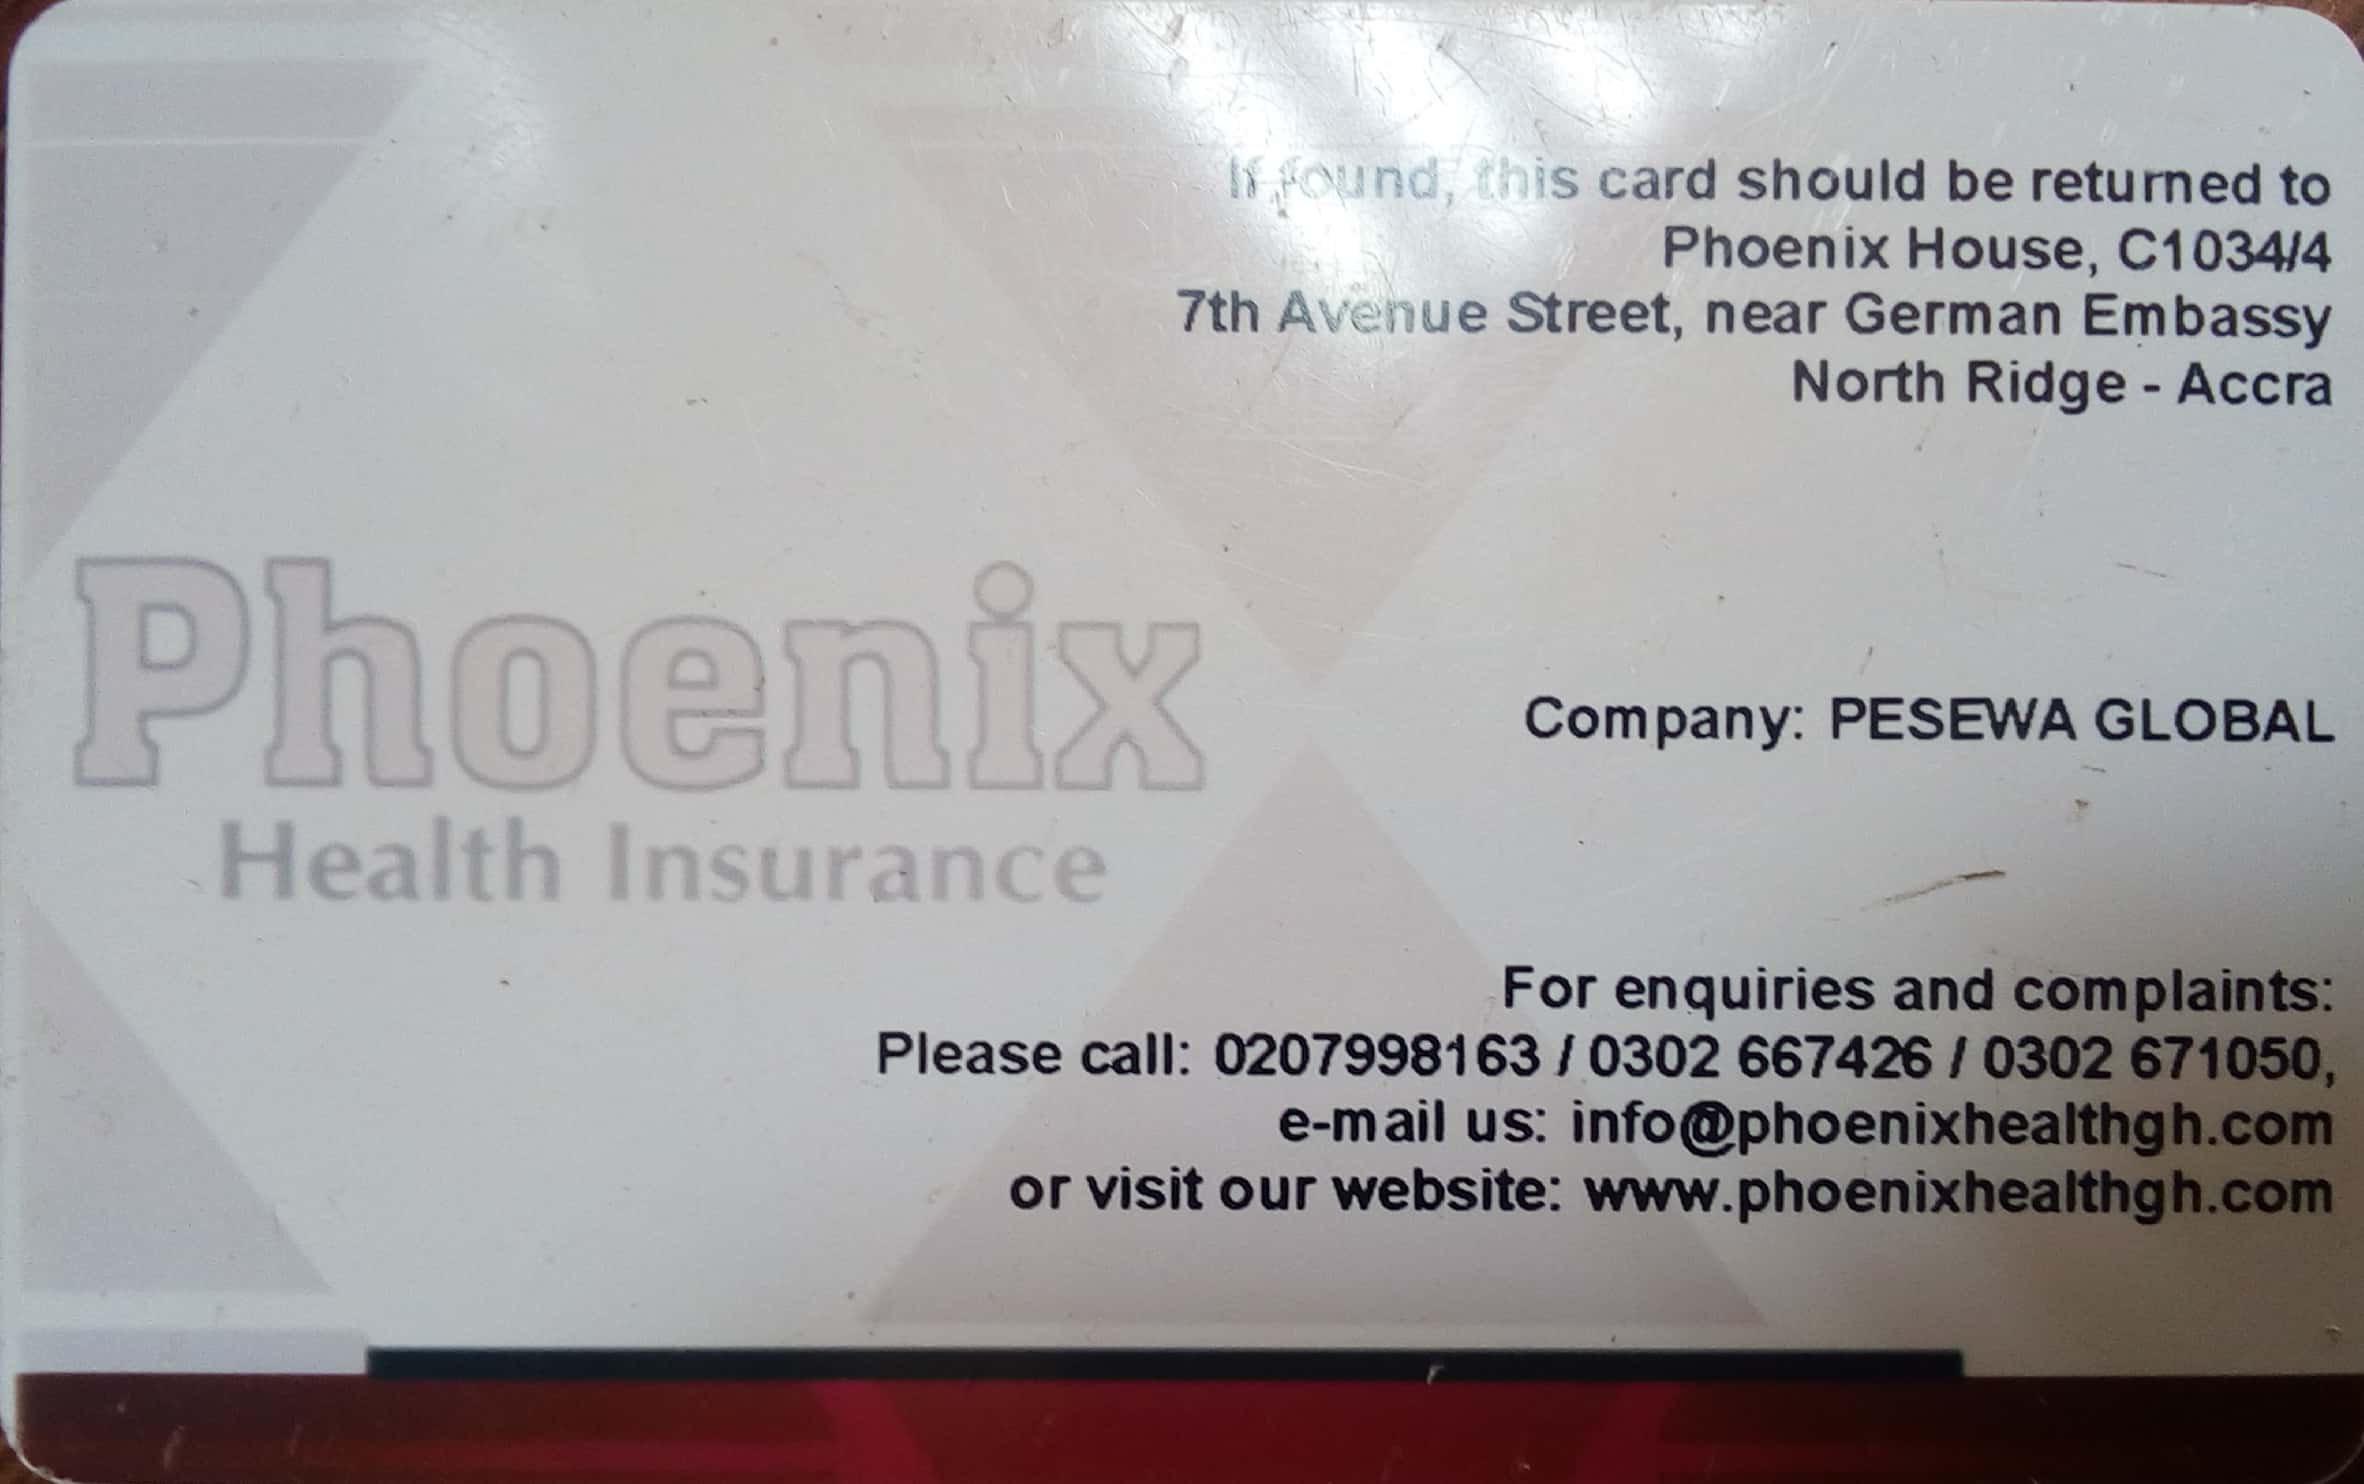 If found, this card should be returned to
Phoenix House, C1034/4
7th Avenue Street, near German Embassy
North Ridge - Accra
Phoenix
Health Insurance
Company: PESEWA GLOBAL
For enquiries and complaints:
Please call: 0207998163 / 0302 667426 / 0302 671050,
e-mail us: info@phoenixhealthgh.com
or visit our website: www.phoenixhealthgh.com